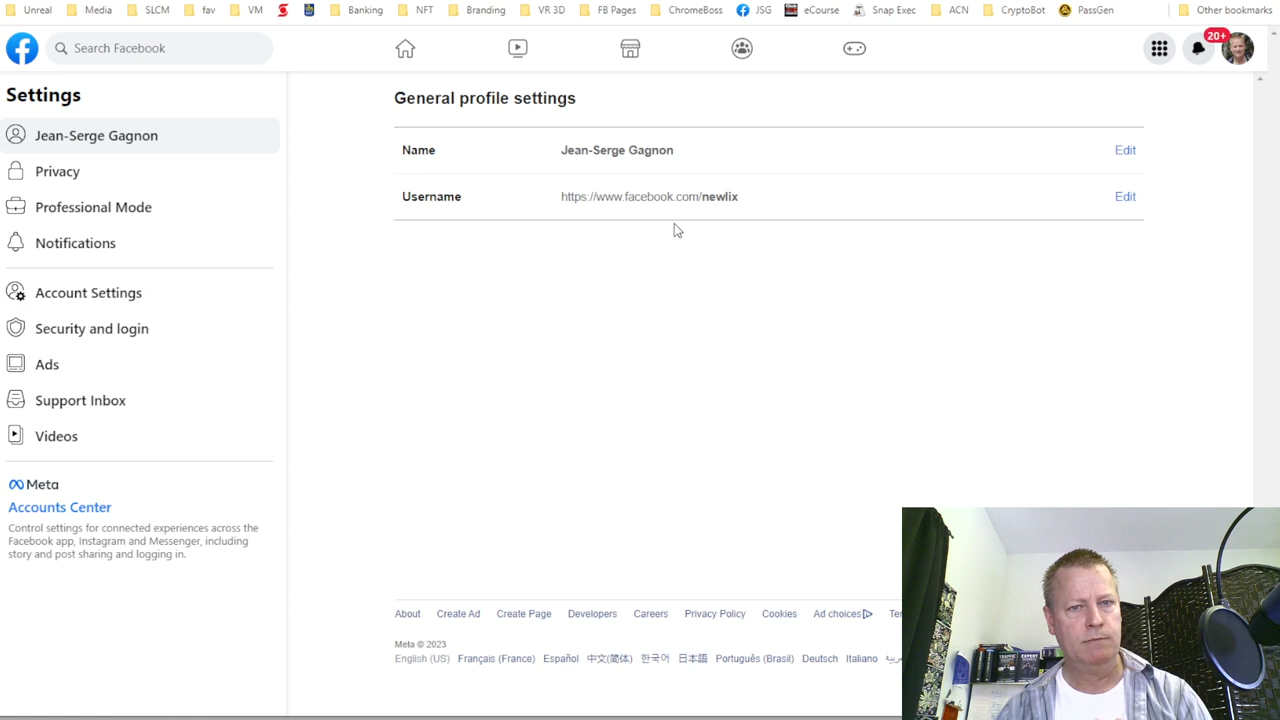 Unreal Media SLCM fav VM Banking NFT Branding VR 3D FB Pages ChromeBoss JSG eCourse Snap Exec ACN CryptoBot PassGen Other bookmarks
Search Facebook
20+
Settings
Jean-Serge Gagnon
Privacy
Professional Mode
Notifications
Account Settings
Security and login
Ads
Support Inbox
Videos
Meta
Accounts Center
Control settings for connected experiences across the
Facebook app, Instagram and Messenger, including
story and post sharing and logging in.
General profile settings
Name Jean-Serge Gagnon Edit
Username https://www.facebook.com/newlix Edit
About Create Ad Create Page Developers Careers Privacy Policy Cookies Ad choices
Meta © 2023
English (US) Français (France) Español 中文(简体) 한국어 日本語 Português (Brasil) Deutsch Italiano
TRAFFIC EXPERT